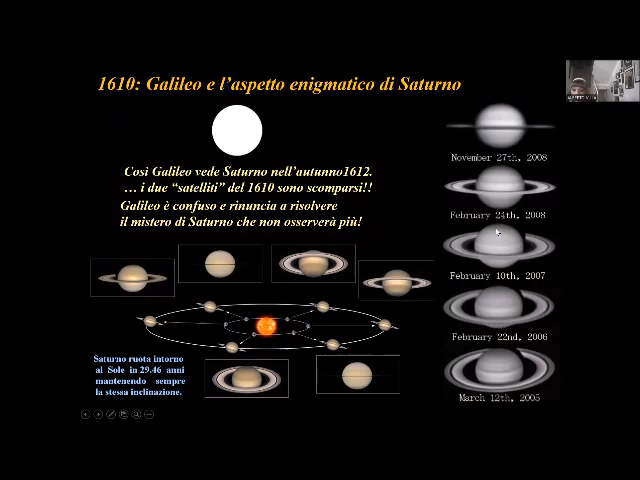 1610: Galileo e l'aspetto enigmatico di Saturno
Così Galileo vede Saturno nell'autunno1612.
… i due “satelliti” del 1610 sono scomparsi!!
Galileo è confuso e rinuncia a risolvere
il mistero di Saturno che non osserverà più!
Saturno ruota intorno
al Sole in 29.46 anni
mantenendo sempre
la stessa inclinazione.
November 27th, 2008
February 24th, 2008
February 10th, 2007
February 22nd, 2006
March 12th, 2005